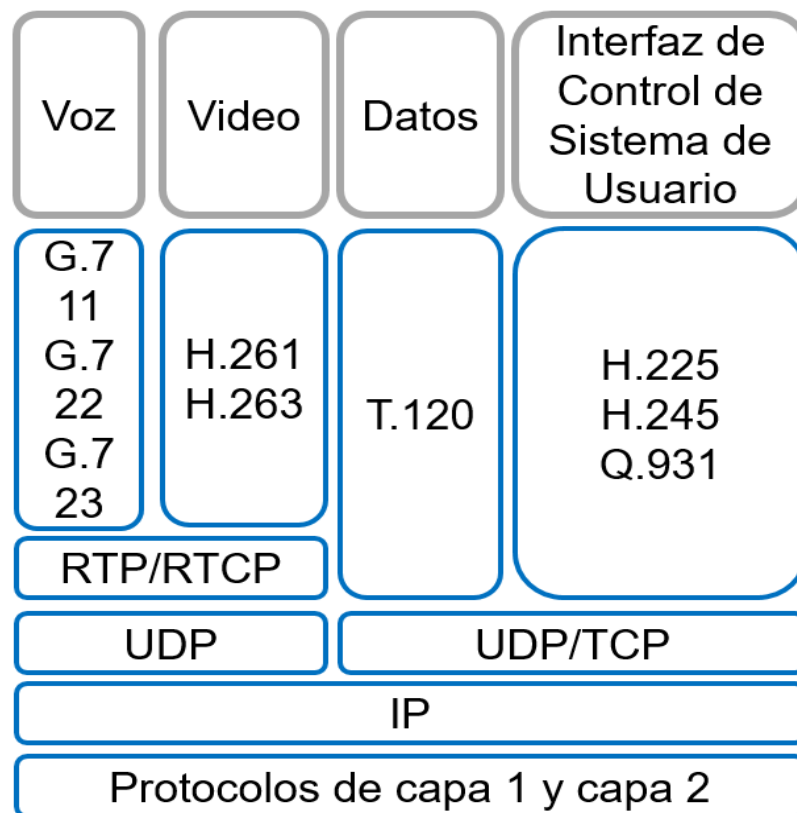 Voz
Video
Datos
Interfaz de
Control de
Sistema de
Usuario
G.7
11
G.7
22
G.7
23
H.261
H.263
T.120
H.225
H.245
Q.931
RTP/RTCP
UDP
UDP/TCP
IP
Protocolos de capa 1 y capa 2